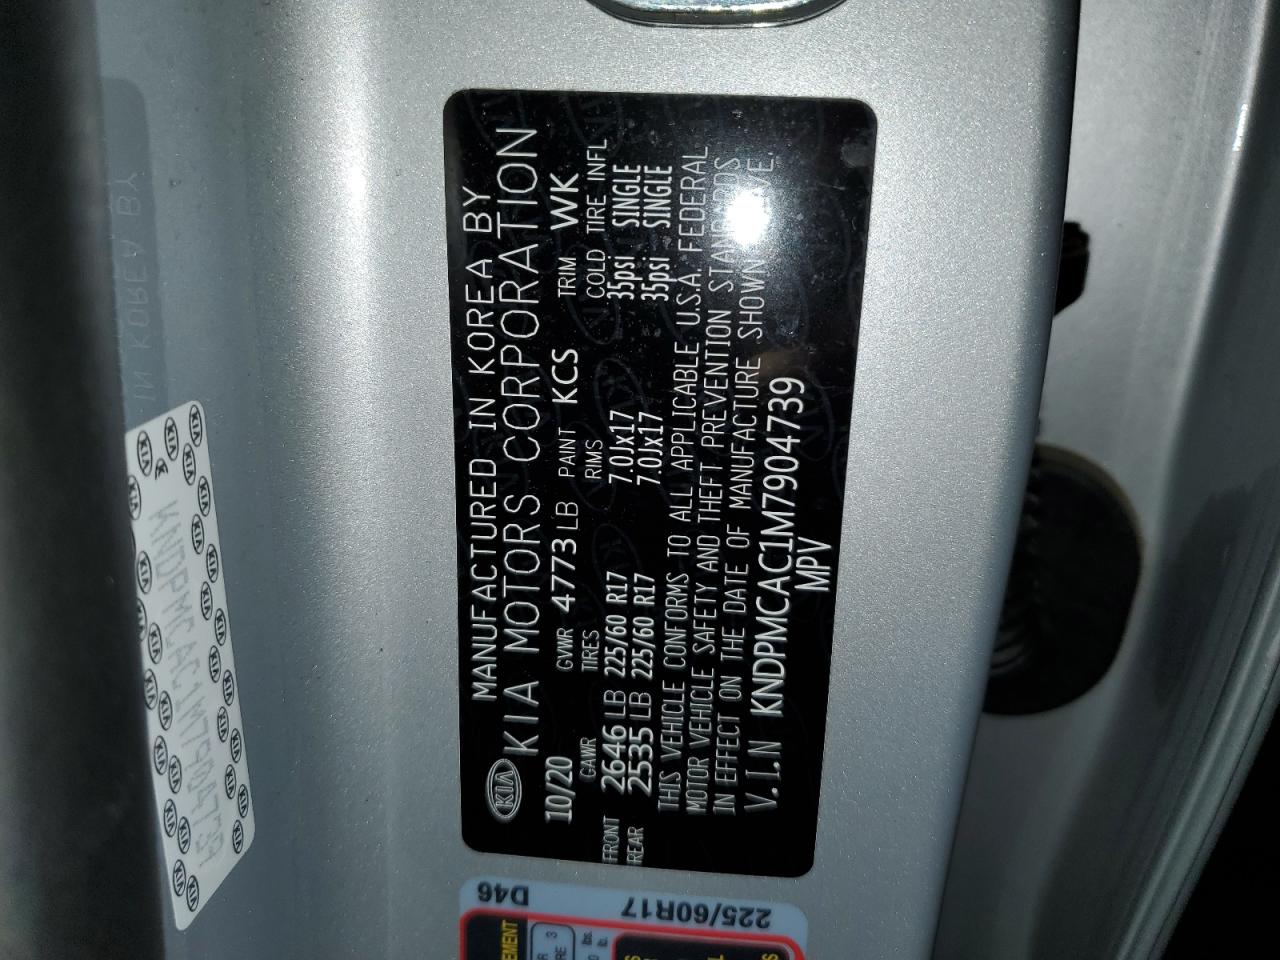 MANUFACTURED IN KOREA BY
KIA KIA MOTORS CORPORATION
10/20 GVWR 4773 LB PAINT KCS TRIM WK
GAWR TIRES RIMS COLD TIRE INFL
FRONT 2646 LB 225/60 R17 7.0Jx17 35psi SINGLE
REAR 2535 LB 225/60 R17 7.0Jx17 35psi SINGLE
THIS VEHICLE CONFORMS TO ALL APPLICABLE U.S.A. FEDERAL
MOTOR VEHICLE SAFETY AND THEFT PREVENTION STANDARDS
IN EFFECT ON THE DATE OF MANUFACTURE SHOWN
V.I.N KNDPMCAC1M7904739
MPV
KNDPMCAC1M7904739
225/60R17 D46